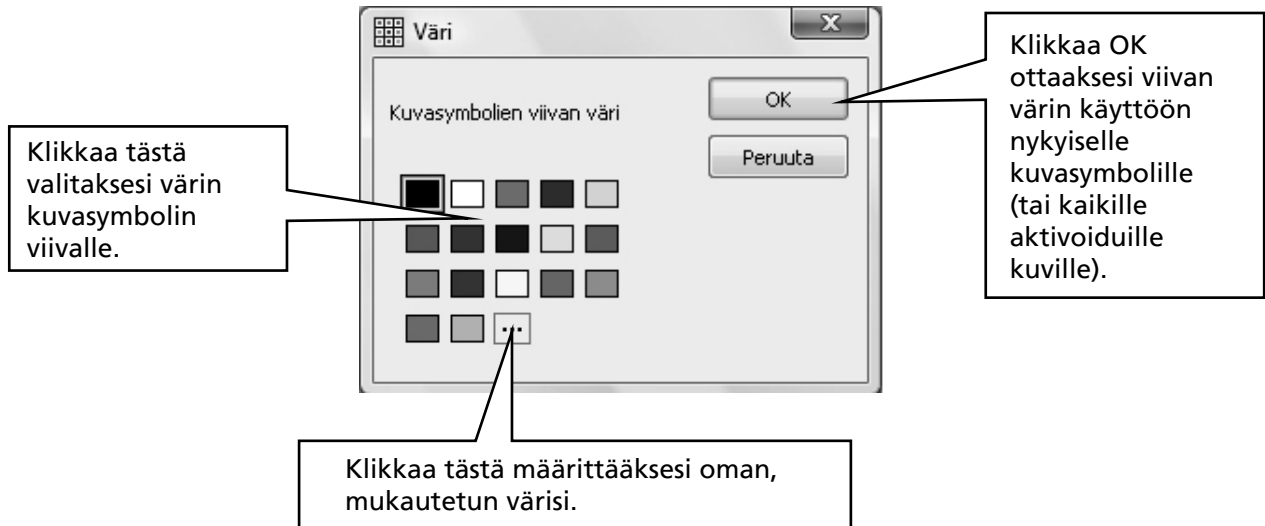 Väri
Kuvasymbolien viivan väri
OK
Peruuta
...
Klikkaa tästä
valitaksesi värin
kuvasymbolin
viivalle.
Klikkaa OK
ottaaksesi viivan
värin käyttöön
nykyiselle
kuvasymbolille
(tai kaikille
aktivoiduille
kuville).
Klikkaa tästä määrittääksesi oman,
mukautetun värisi.